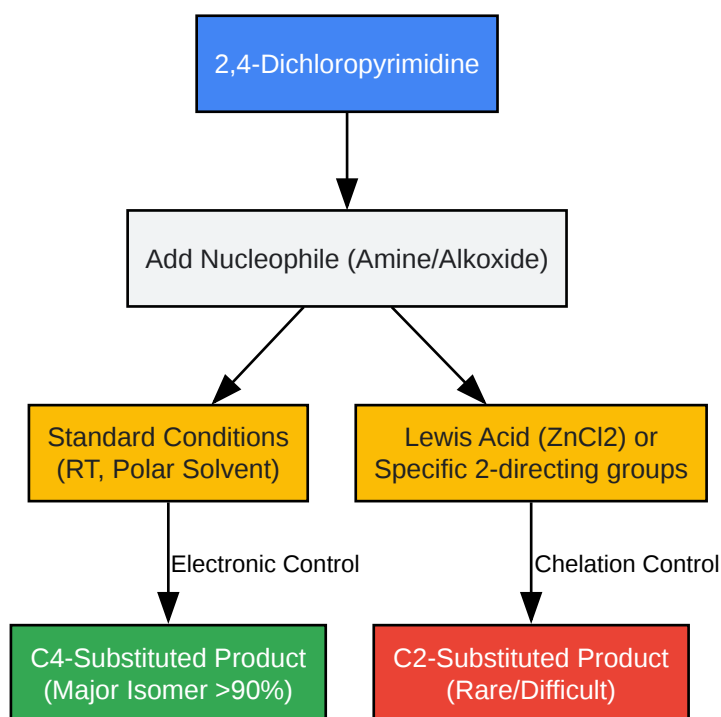 2,4-Dichloropyrimidine
Add Nucleophile (Amine/Alkoxide)
Standard Conditions
(RT, Polar Solvent)
Lewis Acid (ZnCl2) or
Specific 2-directing groups
Electronic Control
Chelation Control
C4-Substituted Product
(Major Isomer >90%)
C2-Substituted Product
(Rare/Difficult)